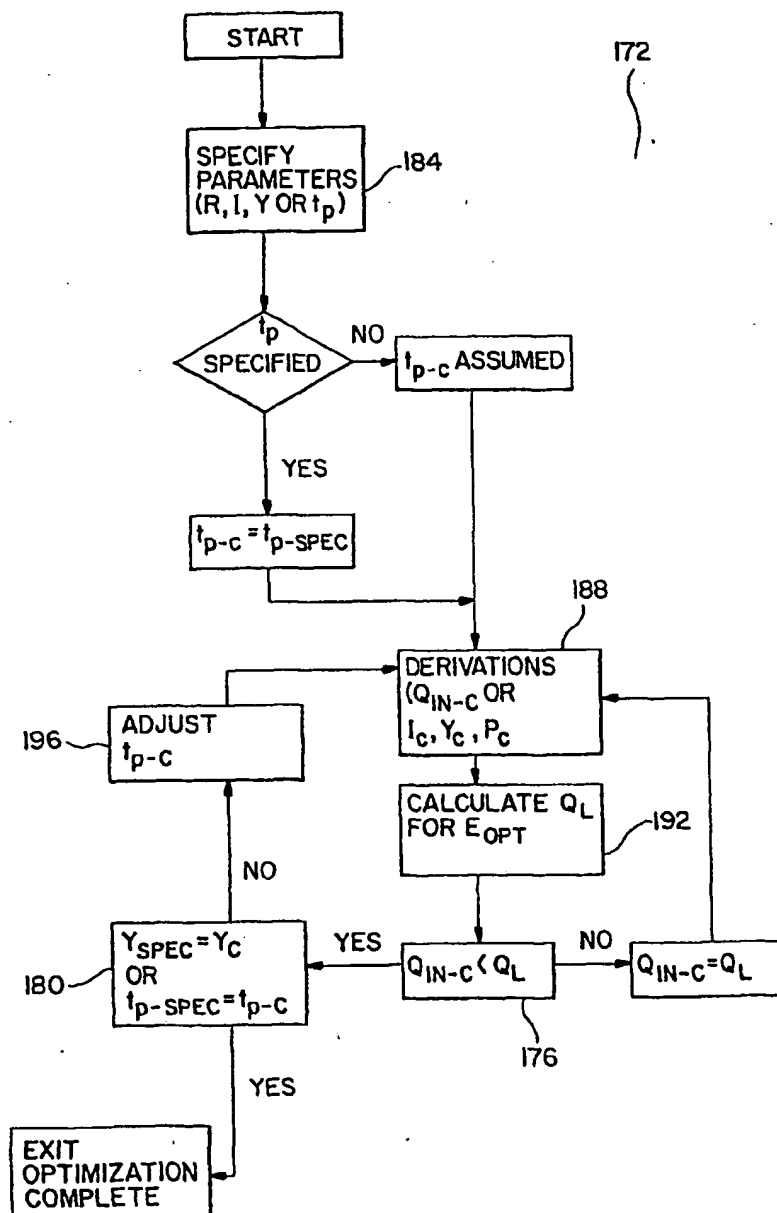 START
172
SPECIFY
PARAMETERS
(R, I, Y OR tp)
184
tp
SPECIFIED
NO
tp-c ASSUMED
YES
tp-c = tp-SPEC
188
DERIVATIONS
(QIN-C OR
Ic, Yc, Pc
ADJUST
tp-c
196
CALCULATE QL
FOR EOPT
192
NO
YSPEC = YC
OR
tp-SPEC = tp-c
180
YES
QIN-C < QL
NO
QIN-C = QL
176
YES
EXIT
OPTIMIZATION
COMPLETE